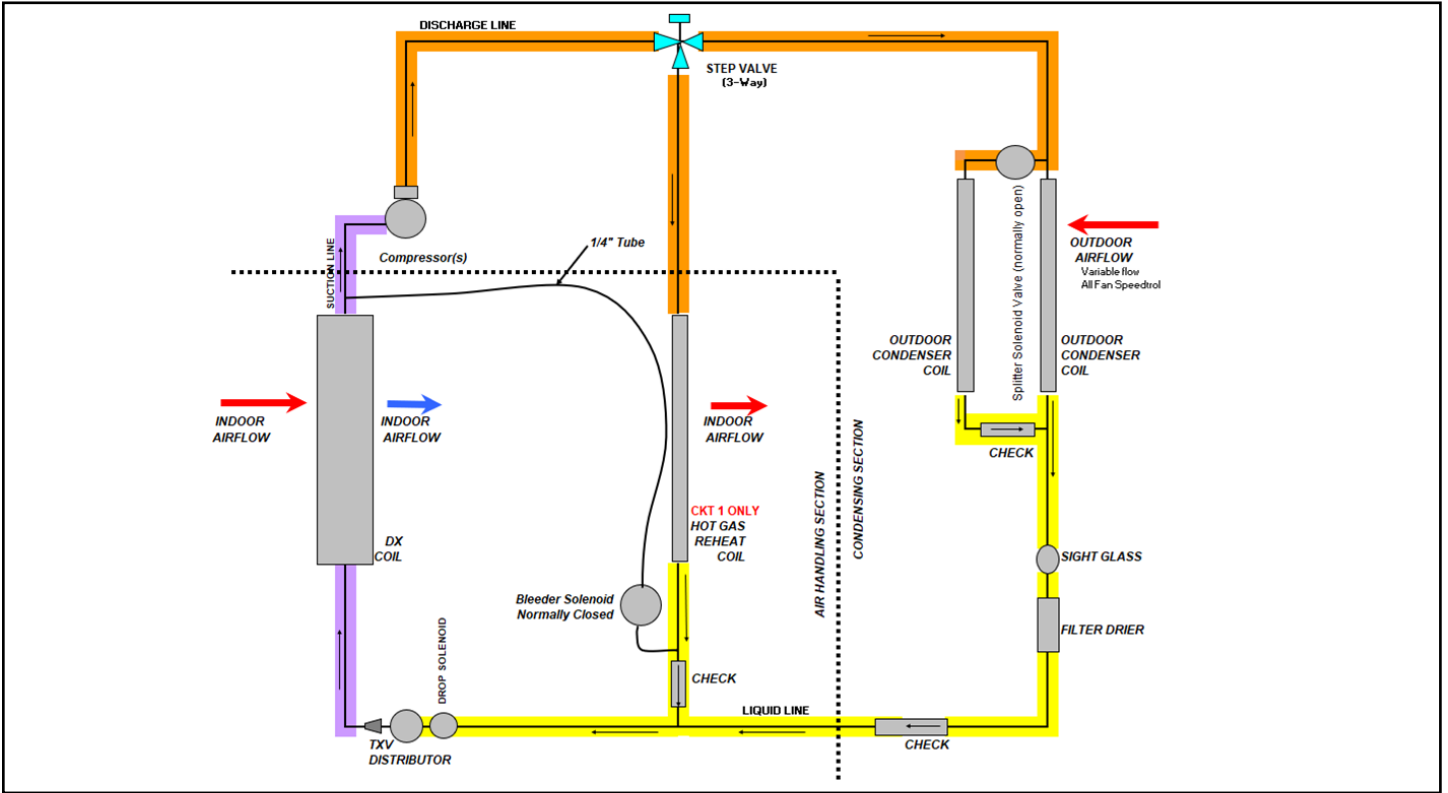 DISCHARGE LINE
STEP VALVE
(3-Way)
SUCTION LINE
Compressor(s)
1/4" Tube
Splitter Solenoid Valve (normally open)
OUTDOOR
AIRFLOW
Variable flow
All Fan Speedtrol
OUTDOOR
CONDENSER
COIL
OUTDOOR
CONDENSER
COIL
INDOOR
AIRFLOW
INDOOR
AIRFLOW
INDOOR
AIRFLOW
CHECK
CKT 1 ONLY
HOT GAS
REHEAT
COIL
DX
COIL
AIR HANDLING SECTION
CONDENSING SECTION
SIGHT GLASS
Bleeder Solenoid
Normally Closed
FILTER DRIER
DROP SOLENOID
CHECK
LIQUID LINE
TXV
DISTRIBUTOR
CHECK